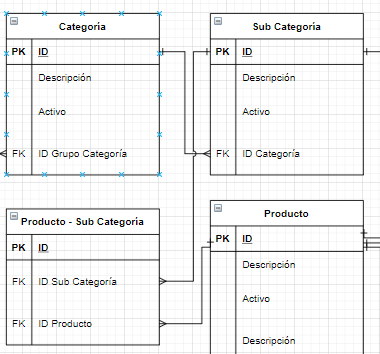 Categoría
PK ID
Descripción
Activo
FK ID Grupo Categoría
Sub Categoría
PK ID
Descripción
Activo
FK ID Categoría
Producto - Sub Categoria
PK ID
FK ID Sub Categoría
FK ID Producto
Producto
PK ID
Descripción
Activo
Descripción